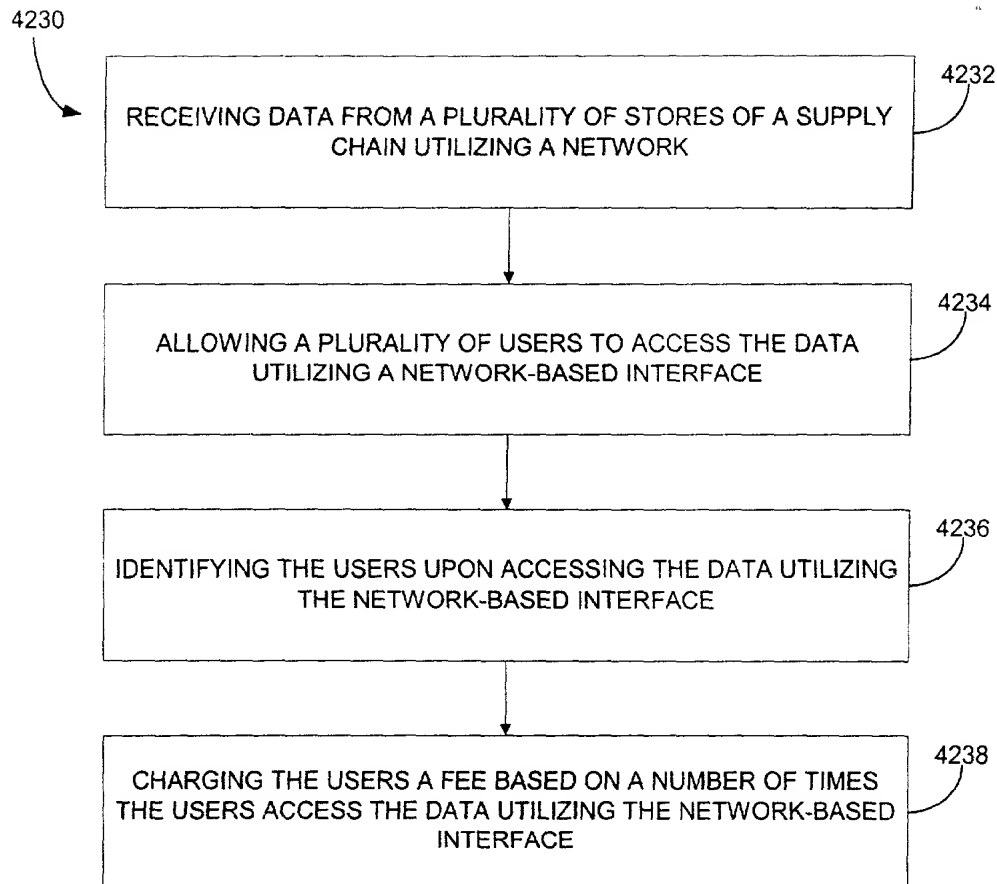 4230
4232
RECEIVING DATA FROM A PLURALITY OF STORES OF A SUPPLY
CHAIN UTILIZING A NETWORK
4234
ALLOWING A PLURALITY OF USERS TO ACCESS THE DATA
UTILIZING A NETWORK-BASED INTERFACE
4236
IDENTIFYING THE USERS UPON ACCESSING THE DATA UTILIZING
THE NETWORK-BASED INTERFACE
4238
CHARGING THE USERS A FEE BASED ON A NUMBER OF TIMES
THE USERS ACCESS THE DATA UTILIZING THE NETWORK-BASED
INTERFACE